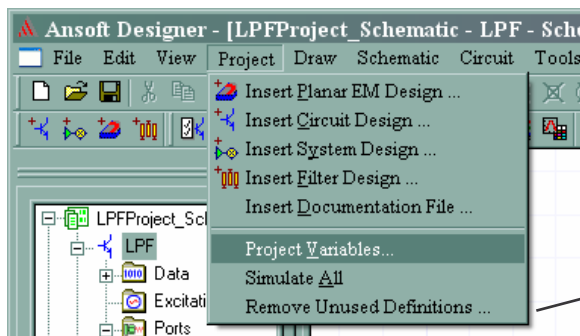 Ansoft Designer - [LPFProject_Schematic - LPF - Sche
File Edit View Project Draw Schematic Circuit Tools
Insert Planar EM Design ...
Insert Circuit Design ...
Insert System Design ...
Insert Filter Design ...
Insert Documentation File ...
Project Variables...
Simulate All
Remove Unused Definitions ...
LPFProject_Scl
LPF
Data
Excitati
Ports